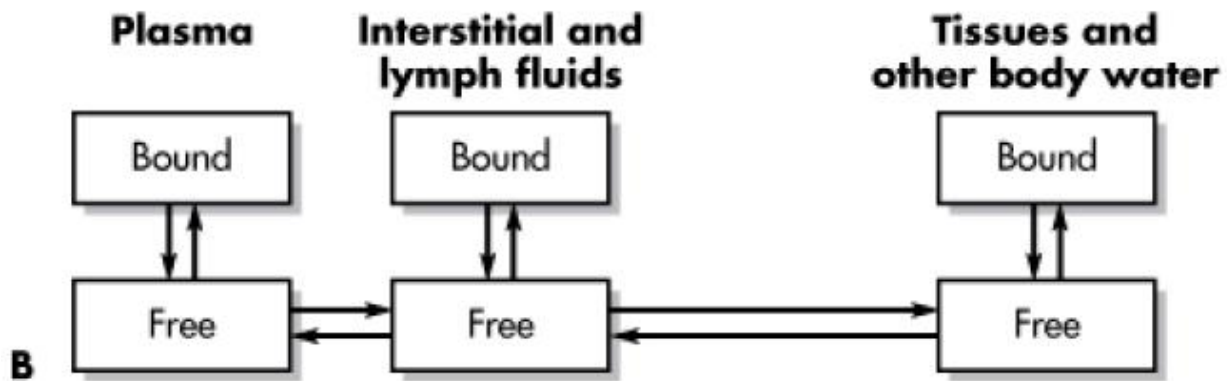 Plasma
Interstitial and
lymph fluids
Tissues and
other body water
Bound
Bound
Bound
Free
Free
Free
B